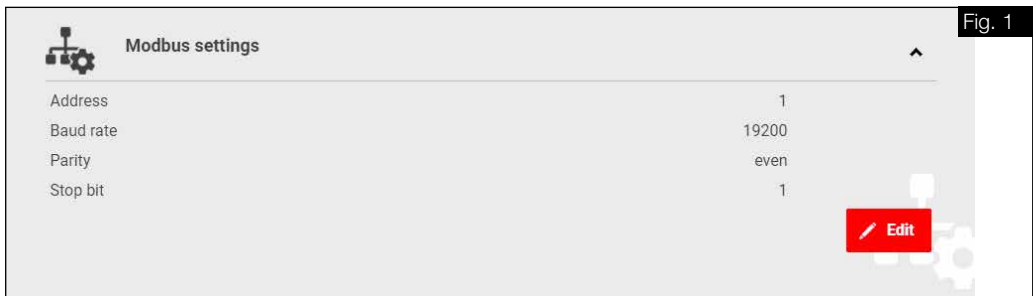 Fig. 1
Modbus settings
Address 1
Baud rate 19200
Parity even
Stop bit 1
Edit